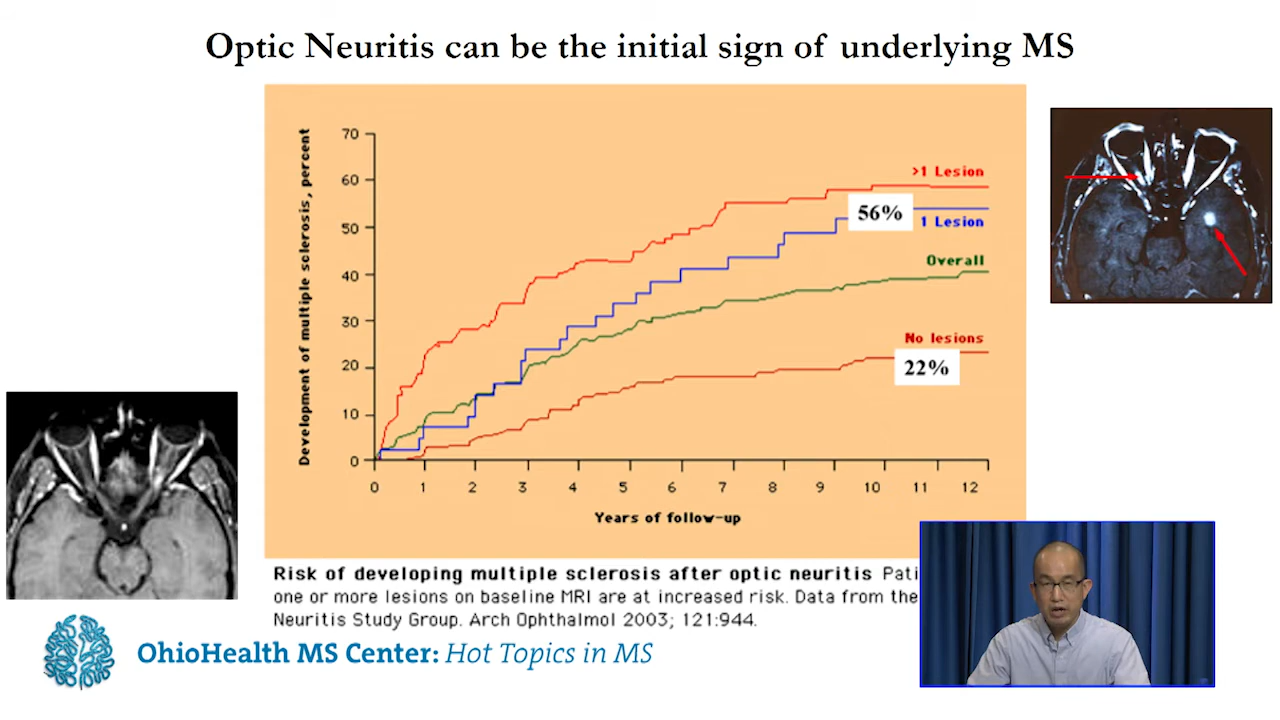 Optic Neuritis can be the initial sign of underlying MS
Development of multiple sclerosis, percent
70
60
50
40
30
20
10
0
>1 Lesion
56%
1 Lesion
Overall
No lesions
22%
0 1 2 3 4 5 6 7 8 9 10 11 12
Years of follow-up
Risk of developing multiple sclerosis after optic neuritis
one or more lesions on baseline MRI are at increased risk. Data from the
Neuritis Study Group. Arch Ophthalmol 2003; 121:944.
OhioHealth MS Center: Hot Topics in MS